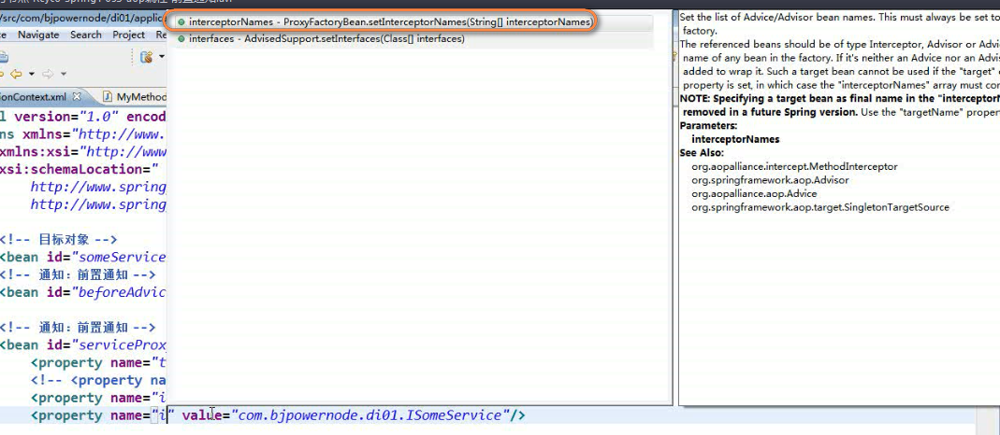 /src/com/bjpowernode/di01/applic
ce Navigate Search Project R
ionContext.xml MyMethod
l version="1.0" encod
ns xmlns="http://www.
xmlns:xsi="http://www
xsi:schemaLocation="
http://www.spring
http://www.spring
<!-- 目标对象 -->
<bean id="someService
<!-- 通知：前置通知 -->
<bean id="beforeAdvic
<!-- 通知：前置通知 -->
<bean id="serviceProx
<property name="t
<!-- <property na
<property name="i
<property name="i" value="com.bjpowernode.di01.ISomeService"/>
interceptorNames - ProxyFactoryBean.setInterceptorNames(String[] interceptorNames)
interfaces - AdvisedSupport.setInterfaces(Class[] interfaces)
Set the list of Advice/Advisor bean names. This must always be set to
factory.
The referenced beans should be of type Interceptor, Advisor or Advi
name of any bean in the factory. If it's neither an Advice nor an Advis
added to wrap it. Such a target bean cannot be used if the "target" o
property is set, in which case the "interceptorNames" array must con
NOTE: Specifying a target bean as final name in the "interceptorN
removed in a future Spring version. Use the "targetName" propert
Parameters:
interceptorNames
See Also:
org.aopalliance.intercept.MethodInterceptor
org.springframework.aop.Advisor
org.aopalliance.aop.Advice
org.springframework.aop.target.SingletonTargetSource